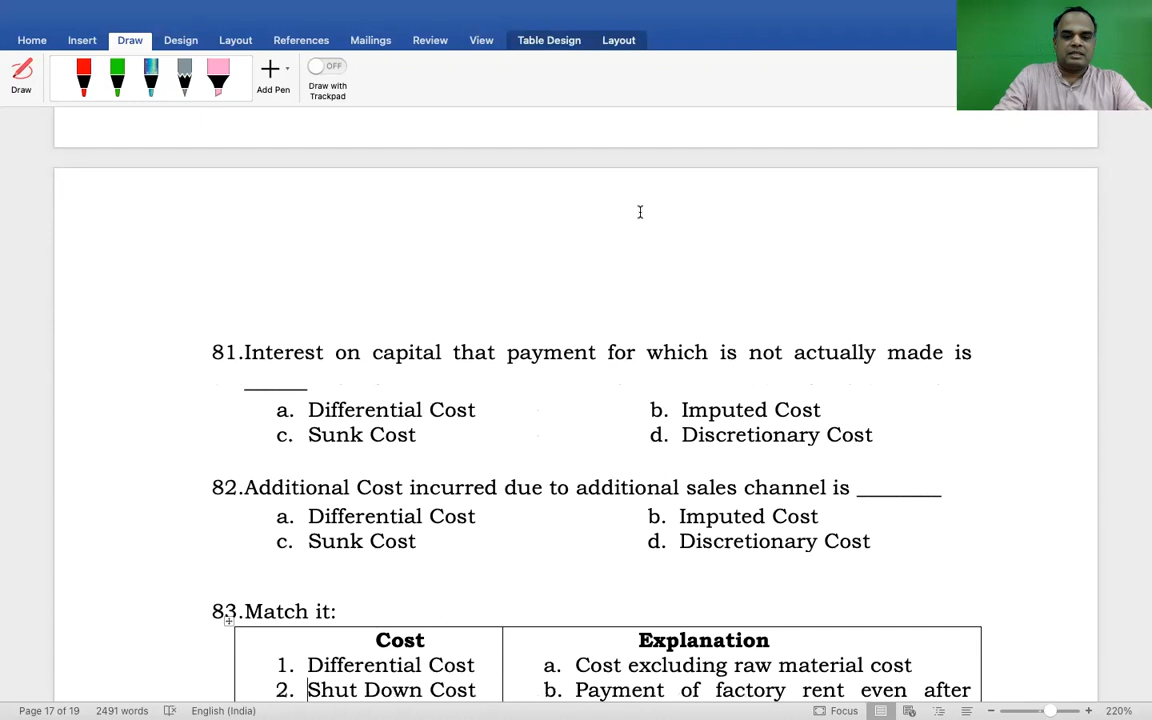 Home Insert Draw Design Layout References Mailings Review View Table Design Layout
OFF
Draw Add Pen Draw with
Trackpad
81.Interest on capital that payment for which is not actually made is
______
a. Differential Cost b. Imputed Cost
c. Sunk Cost d. Discretionary Cost
82.Additional Cost incurred due to additional sales channel is ________
a. Differential Cost b. Imputed Cost
c. Sunk Cost d. Discretionary Cost
83.Match it:
Cost Explanation
1. Differential Cost a. Cost excluding raw material cost
2. Shut Down Cost b. Payment of factory rent even after
Page 17 of 19 2491 words English (India) Focus 220%